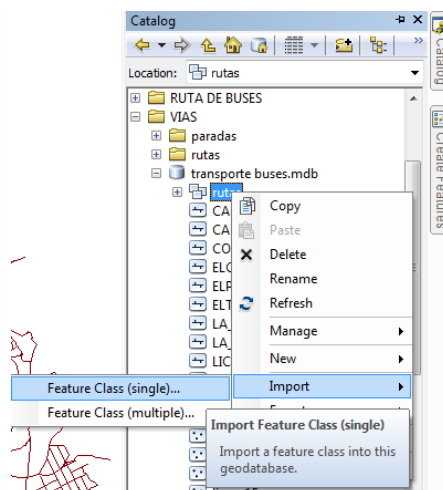 Catalog
Location: rutas
RUTA DE BUSES
VIAS
paradas
rutas
transporte buses.mdb
rutas
CA
CA
CO
ELC
ELP
ELT
LA_
LA_
LIC
Copy
Paste
Delete
Rename
Refresh
Manage
New
Import
Feature Class (single)...
Feature Class (multiple)...
Import Feature Class (single)
Import a feature class into this
geodatabase.
Catalog
Create Features